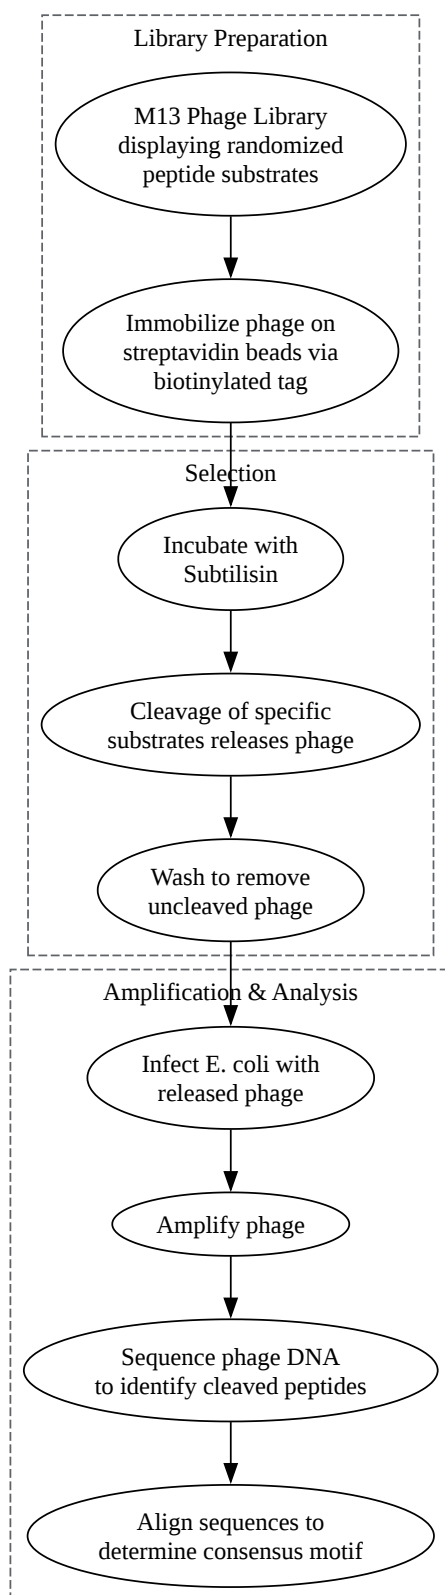 Library Preparation
M13 Phage Library
displaying randomized
peptide substrates
Immobilize phage on
streptavidin beads via
biotinylated tag
Selection
Incubate with
Subtilisin
Cleavage of specific
substrates releases phage
Wash to remove
uncleaved phage
Amplification & Analysis
Infect E. coli with
released phage
Amplify phage
Sequence phage DNA
to identify cleaved peptides
Align sequences to
determine consensus motif